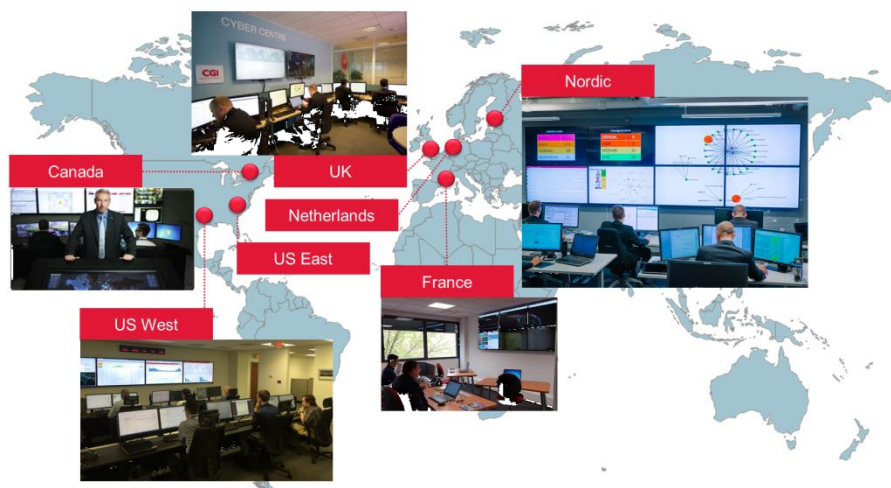 CYBER CENTRE
CGI
Nordic
Canada
UK
Netherlands
US East
France
US West